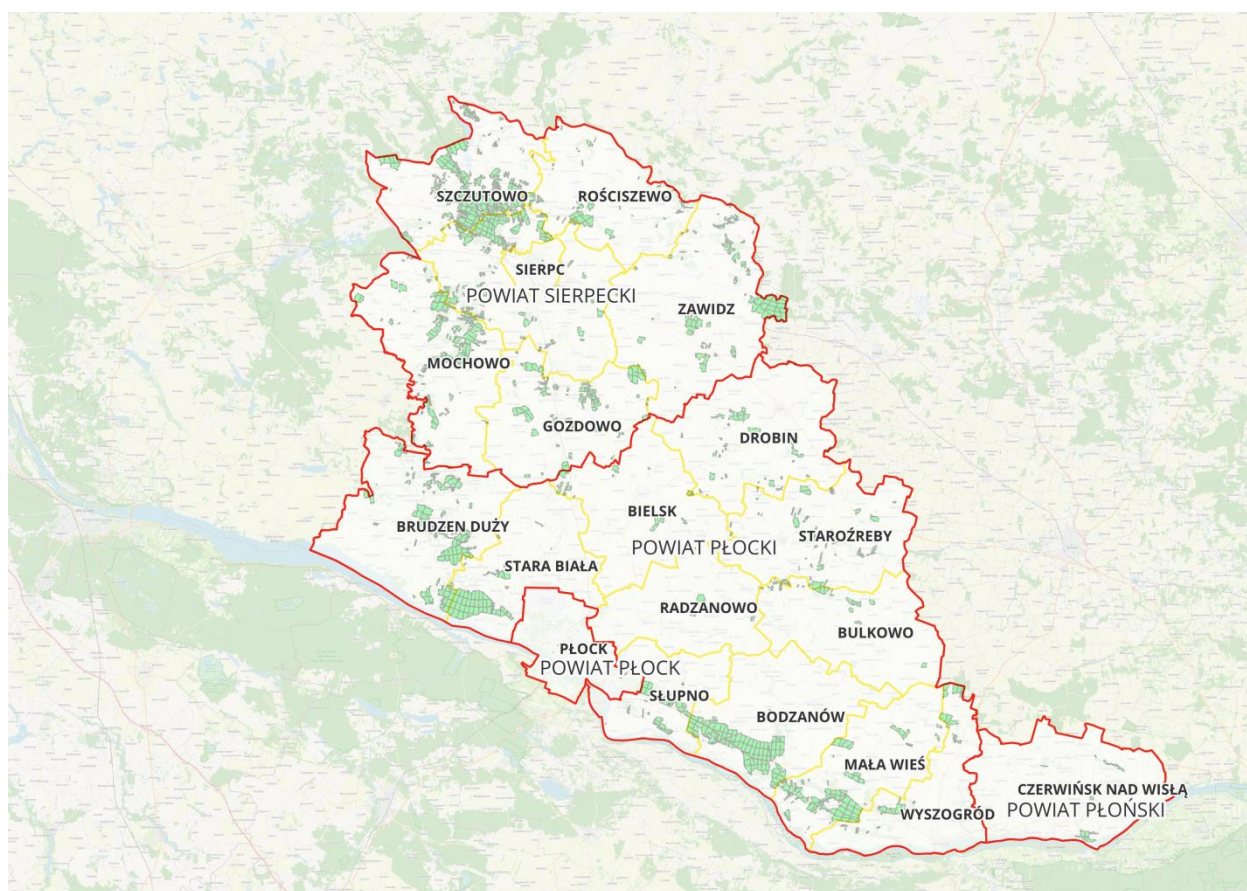 SZCZUTOWO
ROŚCISZEWO
SIERPC
POWIAT SIERPECKI
ZAWIDZ
MOCHOWO
GOZDOWO
DROBIN
BRUDZEN DUŻY
BIELSK
STAROŹREBY
POWIAT PŁOCKI
STARA BIAŁA
RADZANOWO
BULKOWO
PŁOCK
POWIAT PŁOCK
SŁUPNO
BODZANÓW
MAŁA WIEŚ
CZERWIŃSK NAD WISŁĄ
WYSZOGRÓD
POWIAT PŁOŃSKI